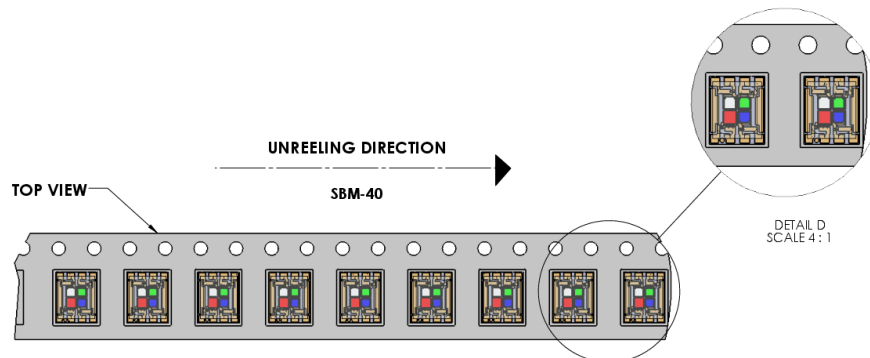 UNREELING DIRECTION
SBM-40
TOP VIEW
DETAIL D
SCALE 4 : 1